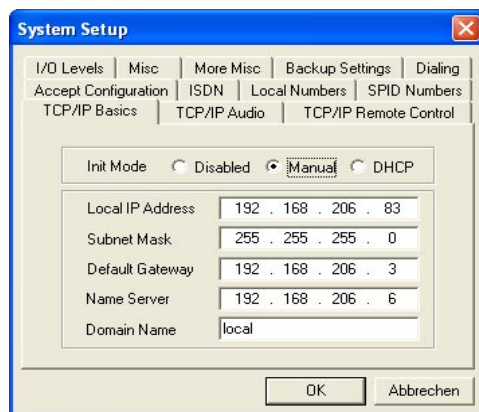 System Setup
I/O Levels Misc More Misc Backup Settings Dialing
Accept Configuration ISDN Local Numbers SPID Numbers
TCP/IP Basics TCP/IP Audio TCP/IP Remote Control
Init Mode Disabled Manual DHCP
Local IP Address 192 . 168 . 206 . 83
Subnet Mask 255 . 255 . 255 . 0
Default Gateway 192 . 168 . 206 . 3
Name Server 192 . 168 . 206 . 6
Domain Name local
OK Abbrechen